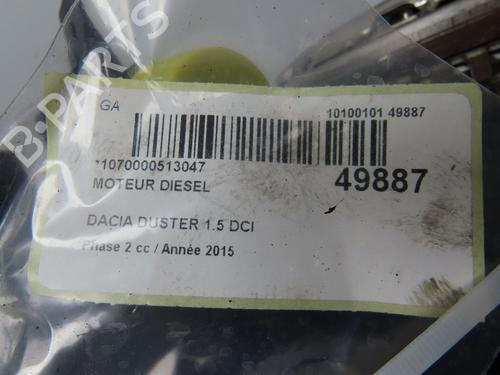 GA
10100101 49887
*1070000513047
MOTEUR DIESEL
49887
DACIA DUSTER 1.5 DCI
Phase 2 cc / Année 2015
B-PARTS